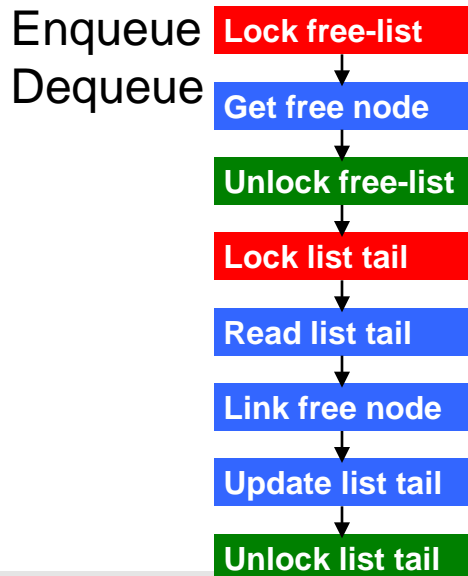 Enqueue
Dequeue
Lock free-list
Get free node
Unlock free-list
Lock list tail
Read list tail
Link free node
Update list tail
Unlock list tail